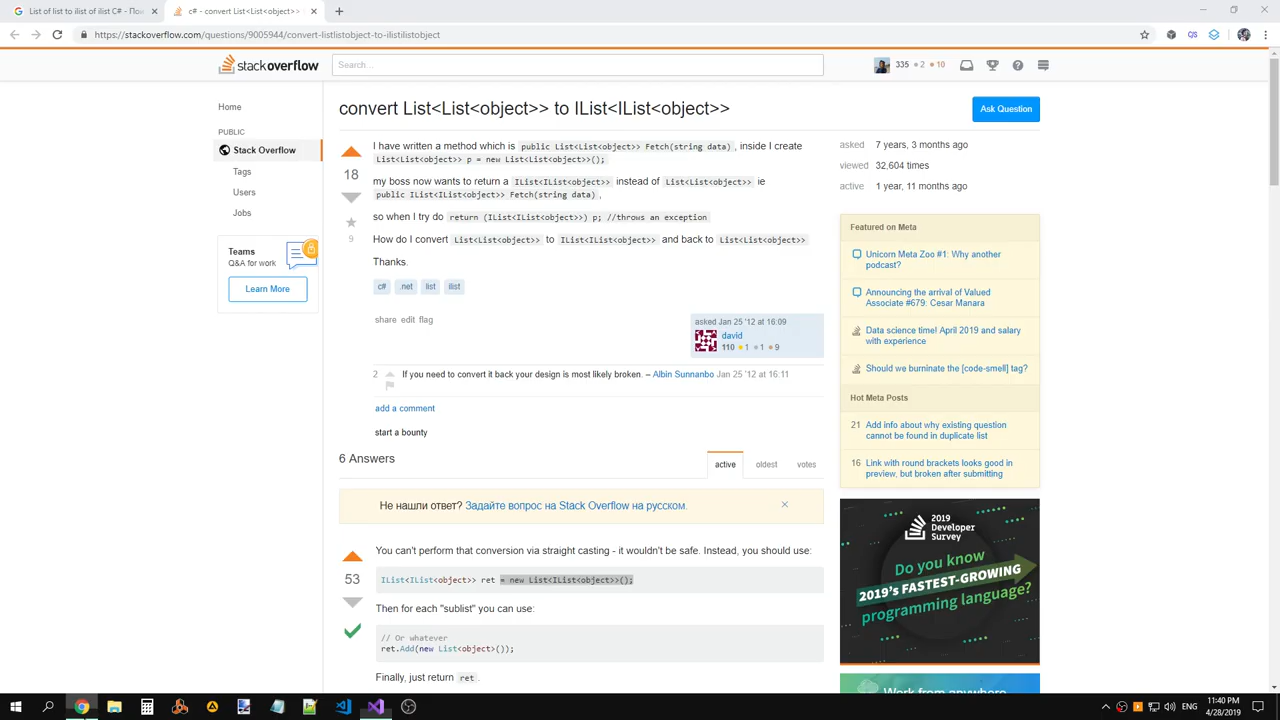 List of list to ilist of ilist C# - Пои
c# - convert List<List<object>>
https://stackoverflow.com/questions/9005944/convert-listlistobject-to-ilistilistobject
stackoverflow
Search...
335 2 10
Home
PUBLIC
Stack Overflow
Tags
Users
Jobs
Teams
Q&A for work
Learn More
convert List<List<object>> to IList<IList<object>>
Ask Question
18
9
I have written a method which is public List<List<object>> Fetch(string data), inside I create
List<List<object>> p = new List<List<object>>();
my boss now wants to return a IList<IList<object>> instead of List<List<object>> ie
public IList<IList<object>> Fetch(string data),
so when I try do return (IList<IList<object>>) p; //throws an exception
How do I convert List<List<object>> to IList<IList<object>> and back to List<List<object>>
Thanks.
c# .net list ilist
share edit flag
asked Jan 25 '12 at 16:09
david
110 1 1 9
2 If you need to convert it back your design is most likely broken. – Albin Sunnanbo Jan 25 '12 at 16:11
add a comment
start a bounty
6 Answers
active oldest votes
Не нашли ответ? Задайте вопрос на Stack Overflow на русском.
53
You can't perform that conversion via straight casting - it wouldn't be safe. Instead, you should use:
IList<IList<object>> ret = new List<IList<object>>();
Then for each "sublist" you can use:
// Or whatever
ret.Add(new List<object>());
Finally, just return ret.
asked 7 years, 3 months ago
viewed 32,604 times
active 1 year, 11 months ago
Featured on Meta
Unicorn Meta Zoo #1: Why another
podcast?
Announcing the arrival of Valued
Associate #679: Cesar Manara
Data science time! April 2019 and salary
with experience
Should we burninate the [code-smell] tag?
Hot Meta Posts
21 Add info about why existing question
cannot be found in duplicate list
16 Link with round brackets looks good in
preview, but broken after submitting
2019
Developer
Survey
Do you know
2019's FASTEST-GROWING
programming language?
Work from anywhere
ENG
11:40 PM
4/28/2019